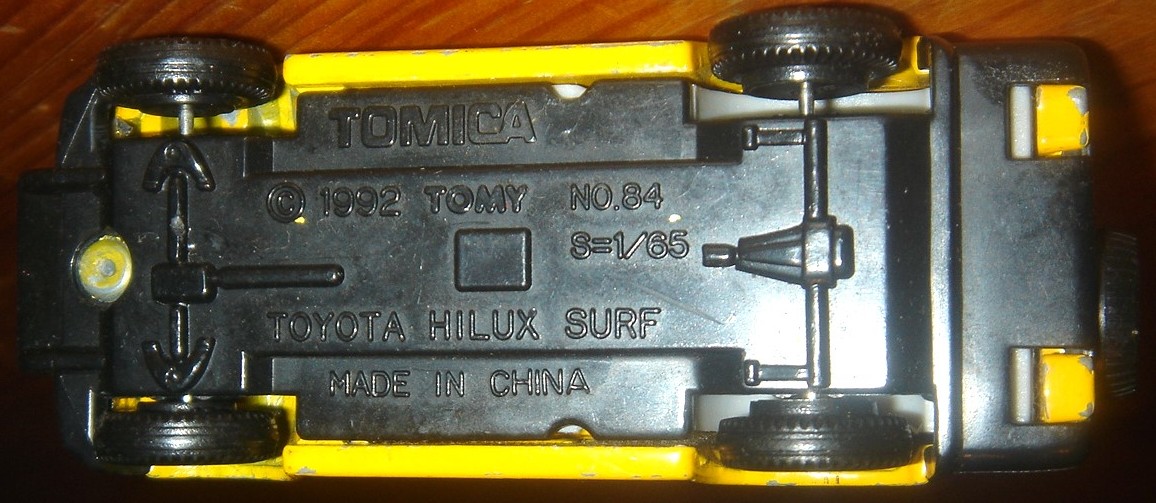 TOMICA
© 1992 TOMY NO.84
S=1/65
TOYOTA HILUX SURF
MADE IN CHINA